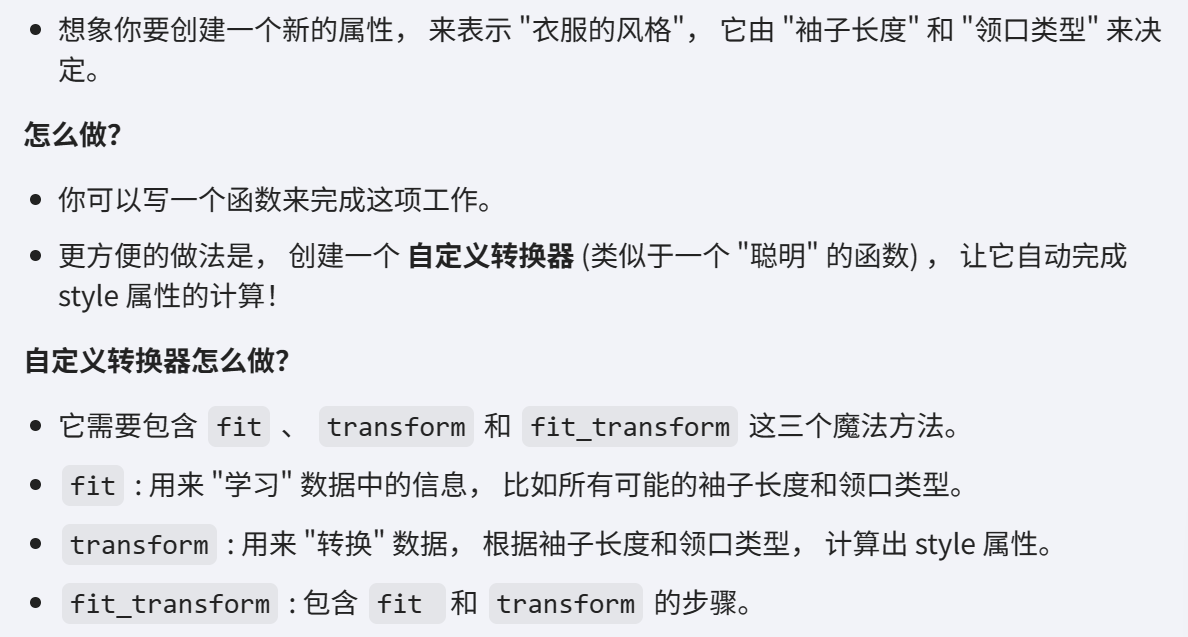 • 想象你要创建一个新的属性， 来表示 "衣服的风格"， 它由 "袖子长度" 和 "领口类型" 来决
定。
怎么做？
• 你可以写一个函数来完成这项工作。
• 更方便的做法是， 创建一个 自定义转换器 (类似于一个 "聪明" 的函数) ， 让它自动完成
style 属性的计算！
自定义转换器怎么做？
• 它需要包含 fit 、 transform 和 fit_transform 这三个魔法方法。
• fit : 用来 "学习" 数据中的信息， 比如所有可能的袖子长度和领口类型。
• transform : 用来 "转换" 数据， 根据袖子长度和领口类型， 计算出 style 属性。
• fit_transform : 包含 fit 和 transform 的步骤。